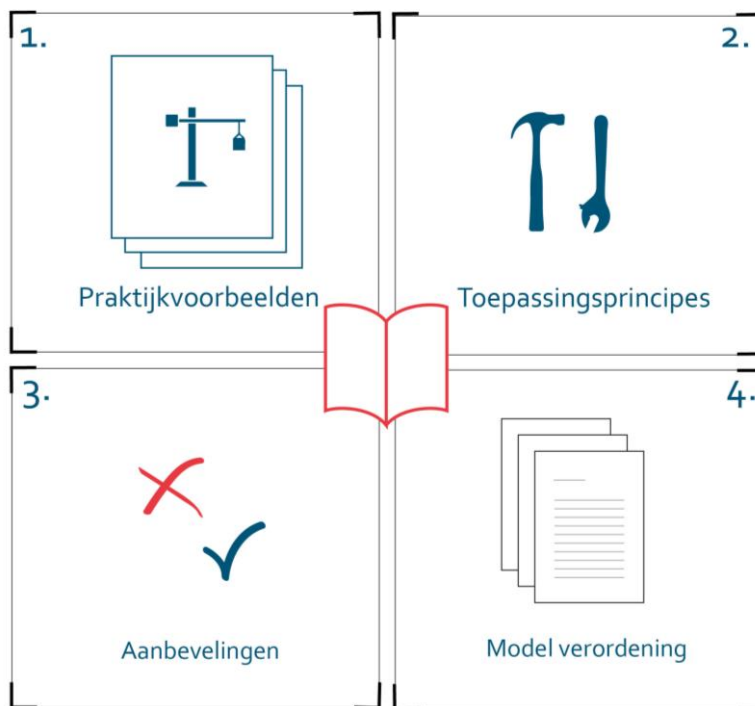 1.
Praktijkvoorbeelden
2.
Toepassingsprincipes
3.
Aanbevelingen
4.
Model verordening